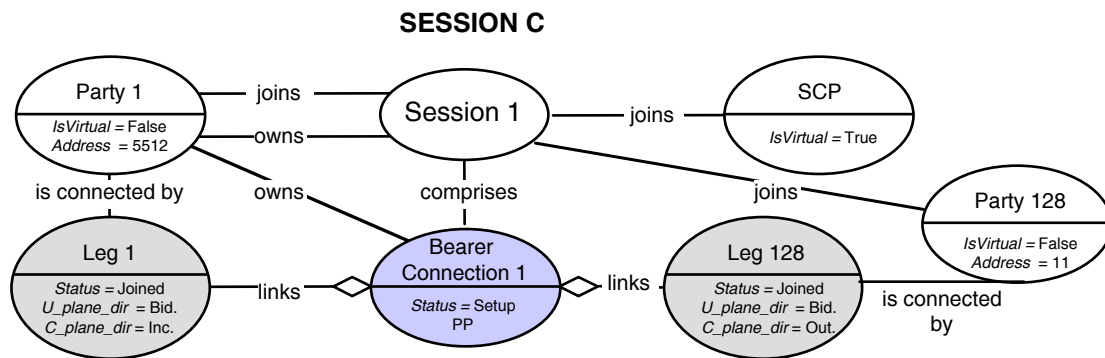 SESSION C
Party 1
IsVirtual = False
Address = 5512
joins
owns
Session 1
joins
SCP
IsVirtual = True
is connected by
owns
comprises
joins
Party 128
IsVirtual = False
Address = 11
Leg 1
Status = Joined
U_plane_dir = Bid.
C_plane_dir = Inc.
links
Bearer
Connection 1
Status = Setup
PP
links
Leg 128
Status = Joined
U_plane_dir = Bid.
C_plane_dir = Out.
is connected
by